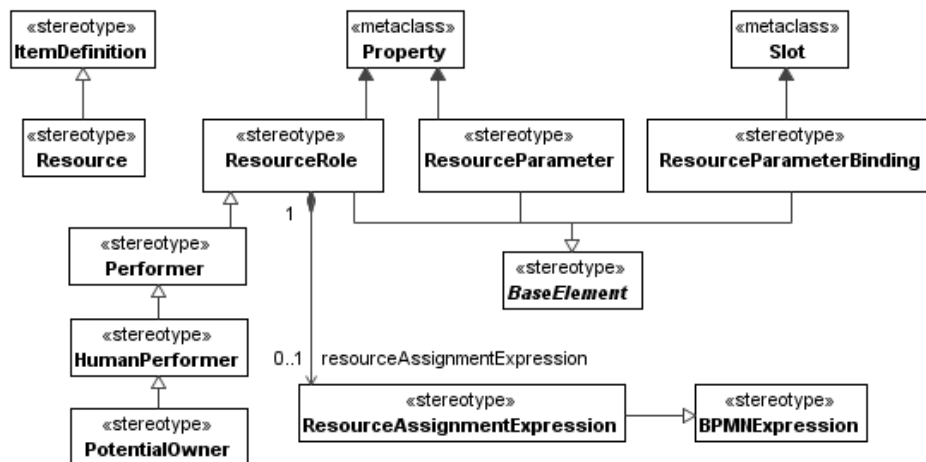 «stereotype»
ItemDefinition
«metaclass»
Property
«metaclass»
Slot
«stereotype»
Resource
«stereotype»
ResourceRole
«stereotype»
ResourceParameter
«stereotype»
ResourceParameterBinding
1
«stereotype»
Performer
«stereotype»
BaseElement
«stereotype»
HumanPerformer
0..1 resourceAssignmentExpression
«stereotype»
ResourceAssignmentExpression
«stereotype»
BPMNExpression
«stereotype»
PotentialOwner